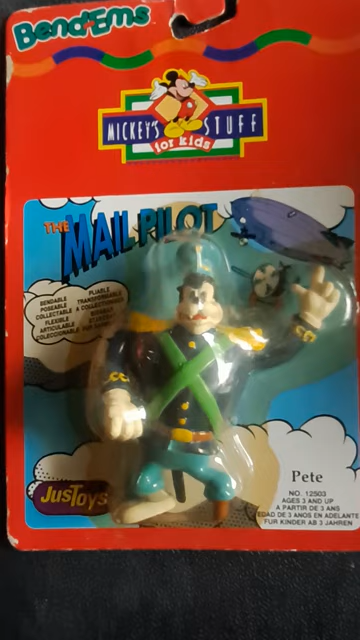 Bend'Ems
MICKEY'S STUFF
for kids
THE
MAIL PILOT
BENDABLE
POSEABLE
COLLECTABLE
FLEXIBLE
ARTICULABLE
COLECCIONABLE
PLIABLE
TRANSFORMABLE
A COLLECTIONNER
JUSTOYS
Pete
NO. 12503
AGES 3 AND UP
A PARTIR DE 3 ANS
EDAD DE 3 ANOS EN ADELANTE
FUR KINDER AB 3 JAHREN